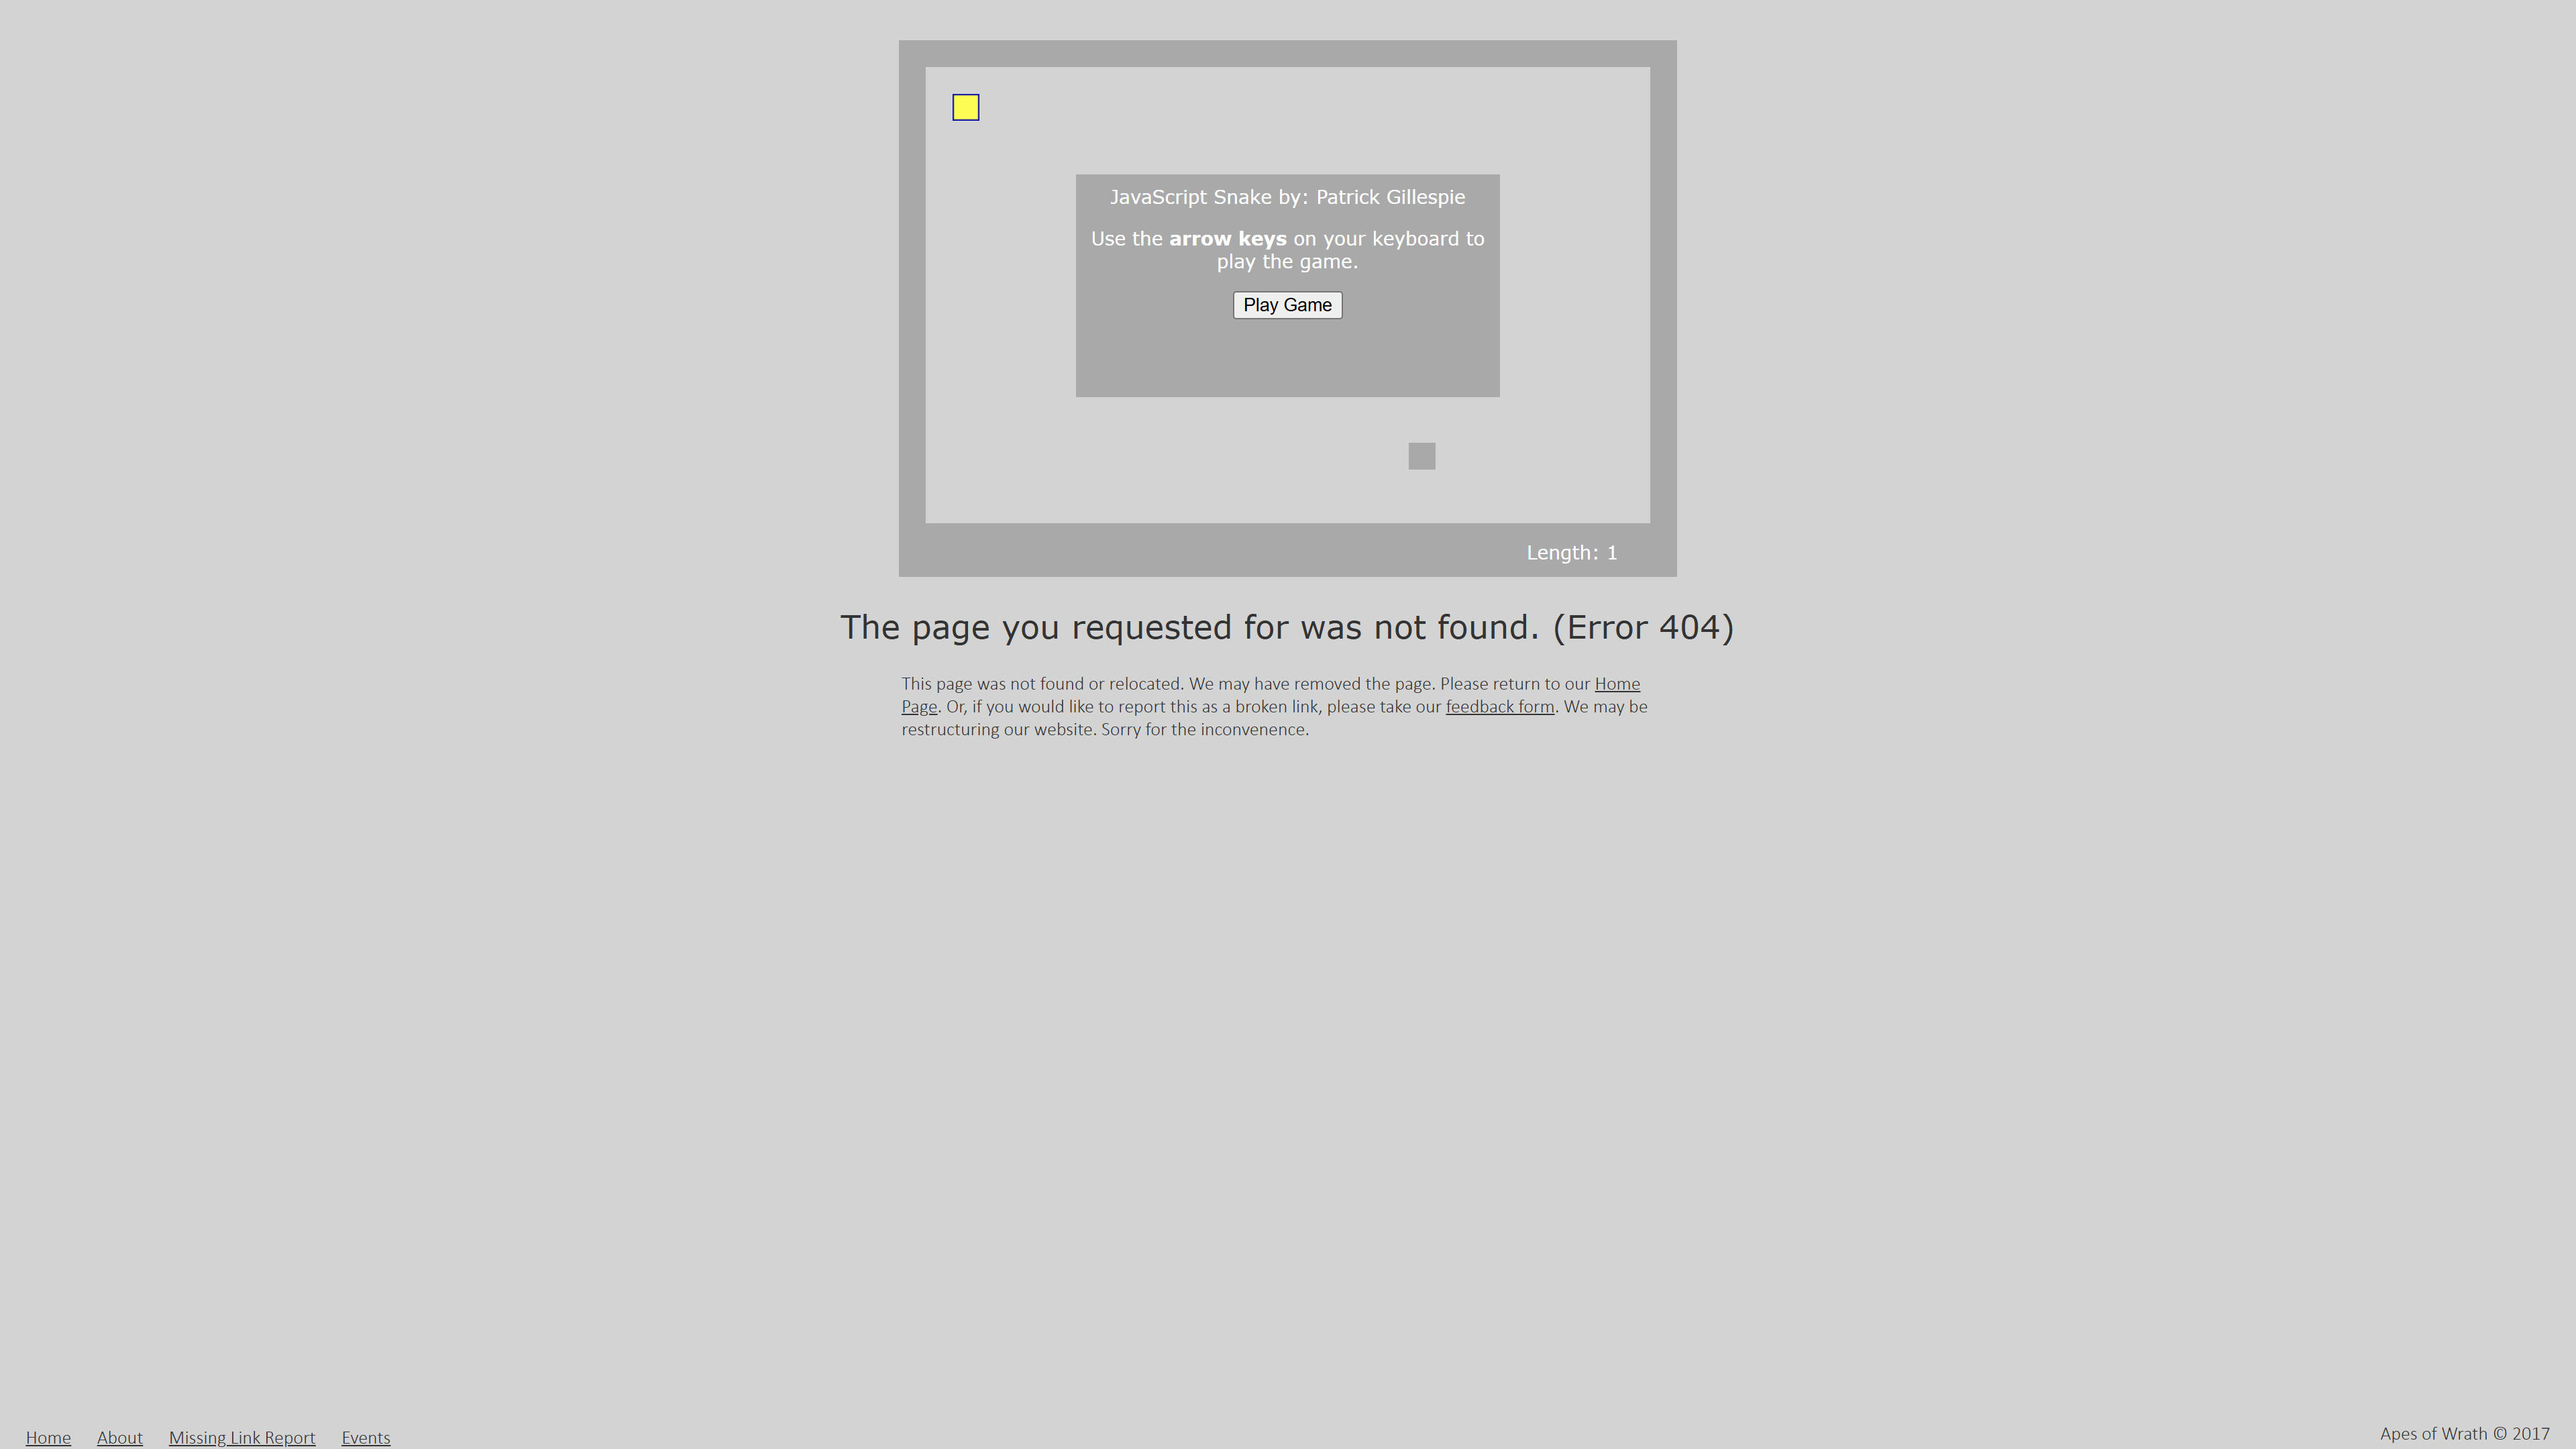 JavaScript Snake by: Patrick Gillespie
Use the arrow keys on your keyboard to
play the game.
Play Game
Length: 1
The page you requested for was not found. (Error 404)
This page was not found or relocated. We may have removed the page. Please return to our Home
Page. Or, if you would like to report this as a broken link, please take our feedback form. We may be
restructuring our website. Sorry for the inconvenence.
Home About Missing Link Report Events
Apes of Wrath © 2017